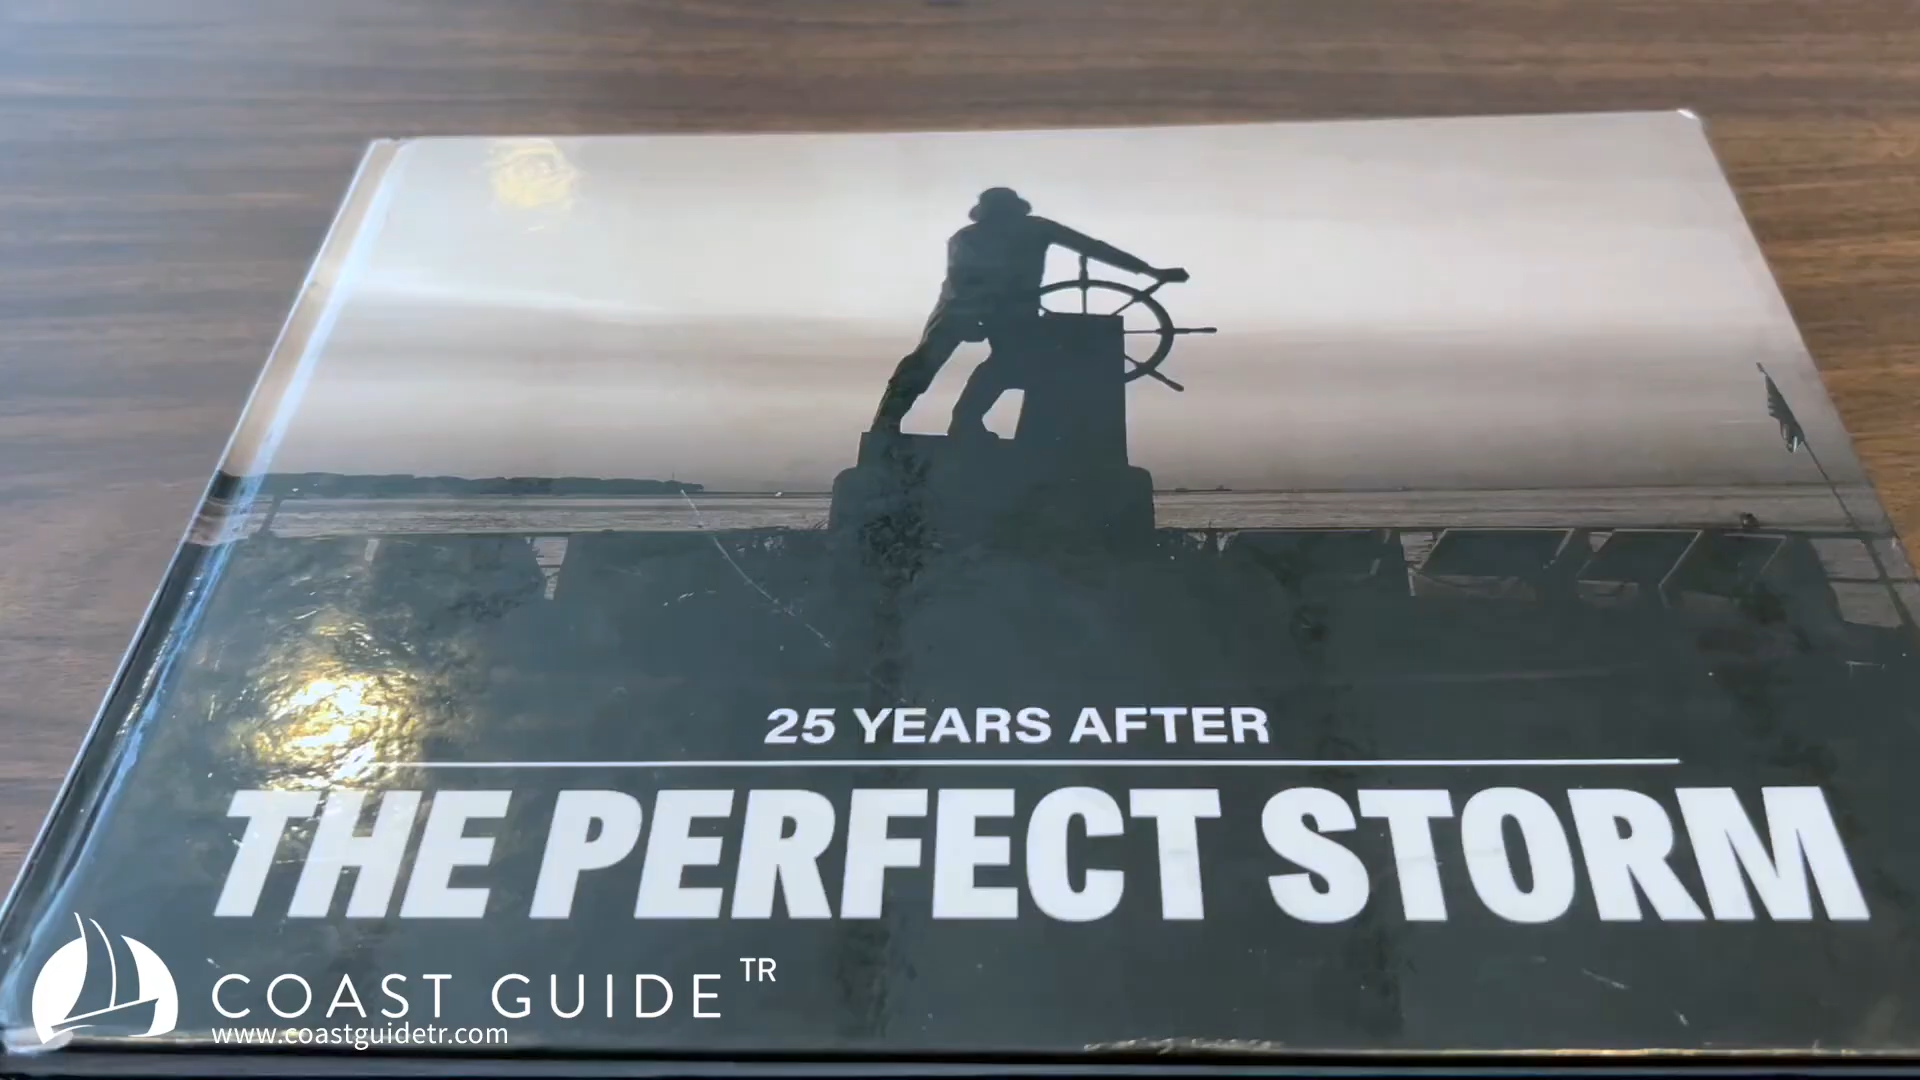 25 YEARS AFTER
THE PERFECT STORM
COAST GUIDE TR
www.coastguidetr.com